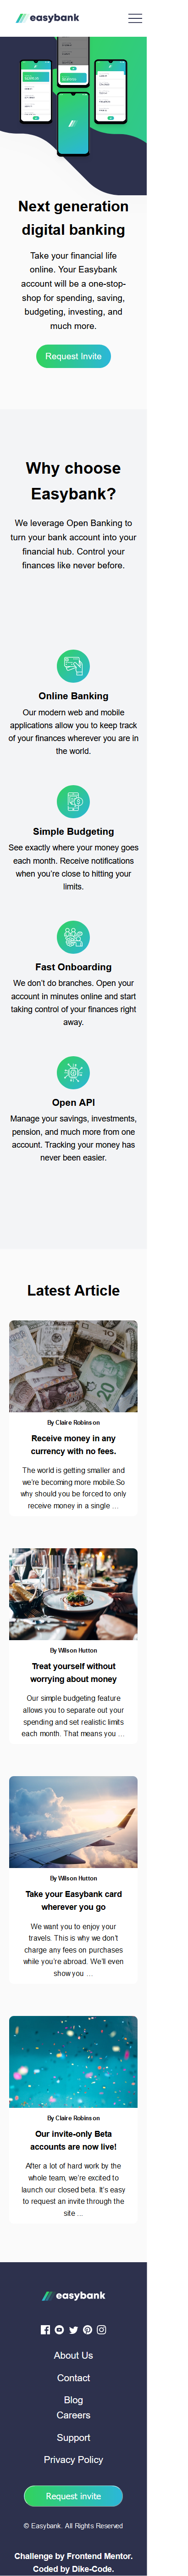 easybank
Next generation
digital banking
Take your financial life
online. Your Easybank
account will be a one-stop-
shop for spending, saving,
budgeting, investing, and
much more.
Request Invite
Why choose
Easybank?
We leverage Open Banking to
turn your bank account into your
financial hub. Control your
finances like never before.
Online Banking
Our modern web and mobile
applications allow you to keep track
of your finances wherever you are in
the world.
Simple Budgeting
See exactly where your money goes
each month. Receive notifications
when you're close to hitting your
limits.
Fast Onboarding
We don't do branches. Open your
account in minutes online and start
taking control of your finances right
away.
Open API
Manage your savings, investments,
pension, and much more from one
account. Tracking your money has
never been easier.
Latest Article
By Claire Robinson
Receive money in any
currency with no fees.
The world is getting smaller and
we're becoming more mobile.So
why should you be forced to only
receive money in a single …
By Wilson Hutton
Treat yourself without
worrying about money
Our simple budgeting feature
allows you to separate out your
spending and set realistic limits
each month. That means you …
By Wilson Hutton
Take your Easybank card
wherever you go
We want you to enjoy your
travels. This is why we don't
charge any fees on purchases
while you're abroad. We'll even
show you …
By Claire Robinson
Our invite-only Beta
accounts are now live!
After a lot of hard work by the
whole team, we're excited to
launch our closed beta. It's easy
to request an invite through the
site ...
easybank
About Us
Contact
Blog
Careers
Support
Privacy Policy
Request invite
© Easybank. All Rights Reserved
Challenge by Frontend Mentor.
Coded by Dike-Code.